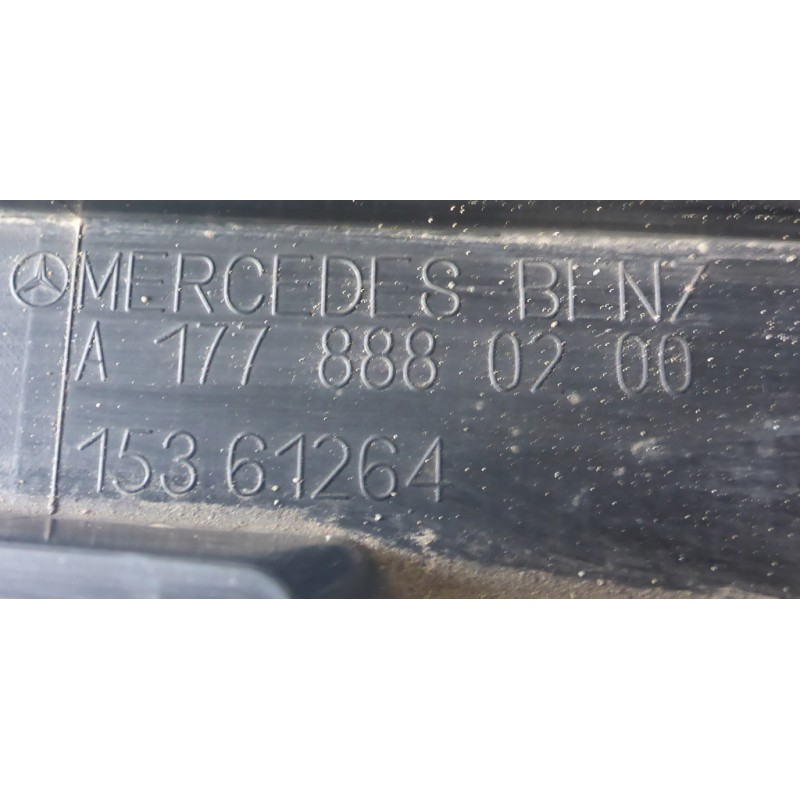 MERCEDES BENZ
A 177 888 02 00
153 61264